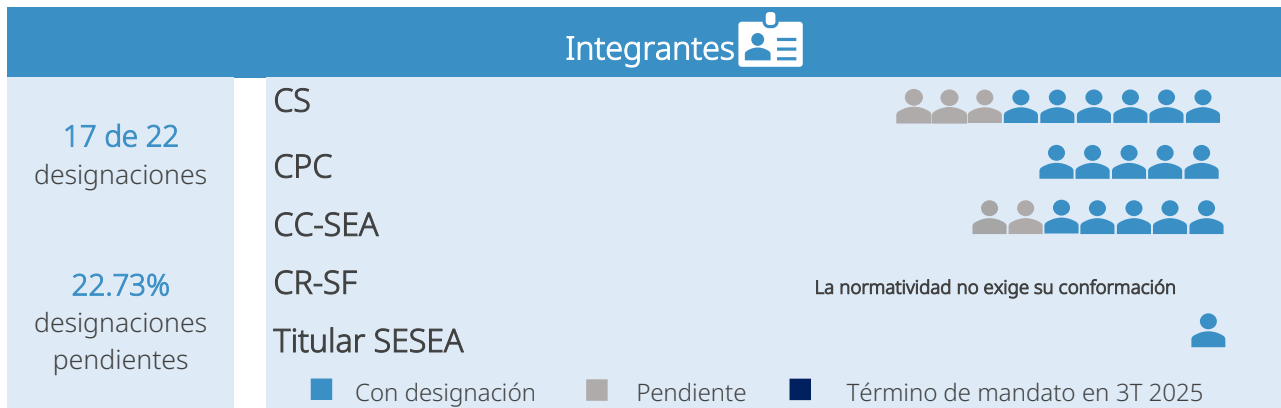 Integrantes
17 de 22
designaciones
22.73%
designaciones
pendientes
CS
CPC
CC-SEA
CR-SF
La normatividad no exige su conformación
Titular SESEA
Con designación
Pendiente
Término de mandato en 3T 2025